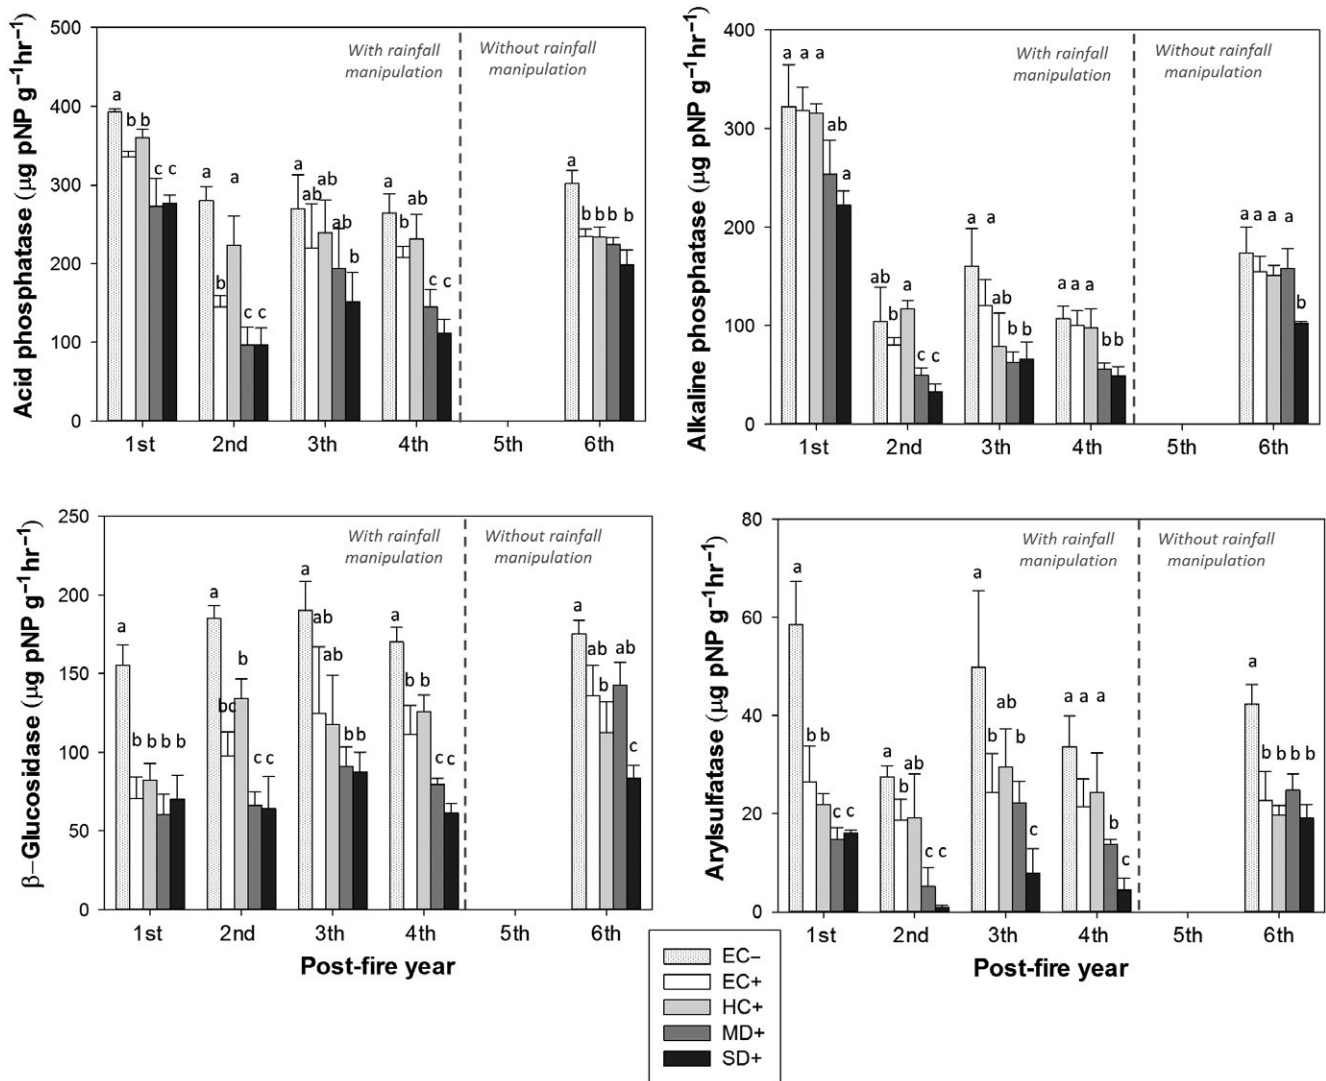 Acid phosphatase (μg pNP g⁻¹hr⁻¹)
500
400
300
200
100
0
With rainfall
manipulation
Without rainfall
manipulation
a
b b
c c
a
b
a
c c
a
ab
ab
ab
b
a
b
ab
c c
a
b b b b
1st 2nd 3th 4th 5th 6th
Alkaline phosphatase (μg pNP g⁻¹hr⁻¹)
400
300
200
100
0
With rainfall
manipulation
Without rainfall
manipulation
a a a
ab
a
ab
b
a
c c
a a
ab
b b
a a a
b b
a a a a
b
1st 2nd 3th 4th 5th 6th
β−Glucosidase (μg pNP g⁻¹hr⁻¹)
250
200
150
100
50
0
With rainfall
manipulation
Without rainfall
manipulation
a
b b b b
a
bc
b
c c
a
ab
ab
b b
a
b b
c c
a
ab
b
ab
c
1st 2nd 3th 4th 5th 6th
Post-fire year
Arylsulfatase (μg pNP g⁻¹hr⁻¹)
80
60
40
20
0
With rainfall
manipulation
Without rainfall
manipulation
a
b b
c c
a
b
ab
c c
a
b
ab
b
c
a a a
b
c
a
b b b b
1st 2nd 3th 4th 5th 6th
Post-fire year
EC−
EC+
HC+
MD+
SD+